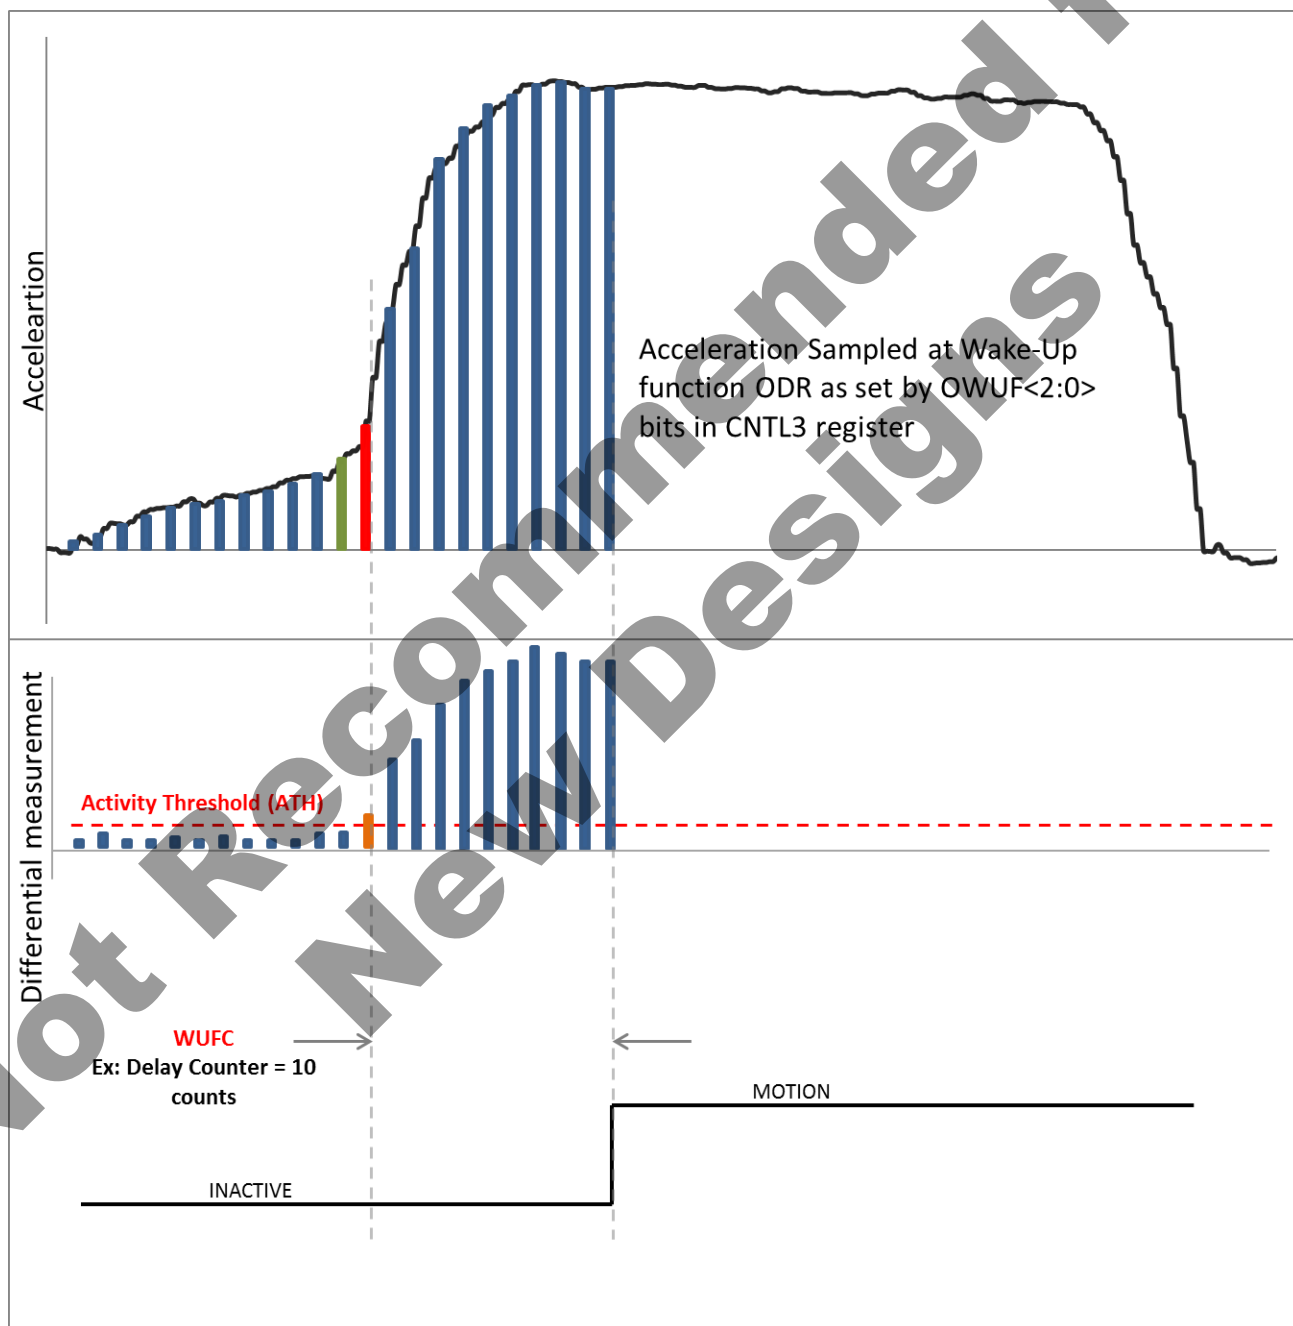 Acceleartion
Acceleration Sampled at Wake-Up
function ODR as set by OWUF<2:0>
bits in CNTL3 register
Differential measurement
Activity Threshold (ATH)
WUFC
Ex: Delay Counter = 10
counts
MOTION
INACTIVE
Not Recommended f
New Designs